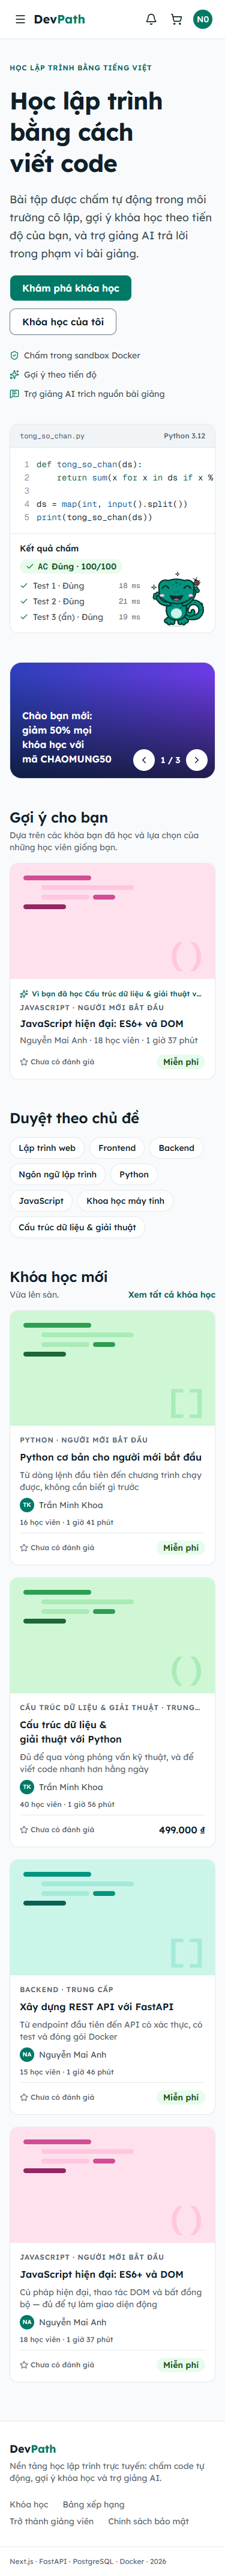 DevPath
N0
HỌC LẬP TRÌNH BẰNG TIẾNG VIỆT
Học lập trình
bằng cách
viết code
Bài tập được chấm tự động trong môi
trường cô lập, gợi ý khóa học theo tiến
độ của bạn, và trợ giảng AI trả lời
trong phạm vi bài giảng.
Khám phá khóa học
Khóa học của tôi
Chấm trong sandbox Docker
Gợi ý theo tiến độ
Trợ giảng AI trích nguồn bài giảng
tong_so_chan.py Python 3.12
1 def tong_so_chan(ds):
2 return sum(x for x in ds if x %
3
4 ds = map(int, input().split())
5 print(tong_so_chan(ds))
Kết quả chấm
AC Đúng · 100/100
Test 1 · Đúng 18 ms
Test 2 · Đúng 21 ms
Test 3 (ẩn) · Đúng 19 ms
Chào bạn mới:
giảm 50% mọi
khóa học với
mã CHAOMUNG50
1 / 3
Gợi ý cho bạn
Dựa trên các khóa bạn đã học và lựa chọn của
những học viên giống bạn.
( )
Vì bạn đã học Cấu trúc dữ liệu & giải thuật v...
JAVASCRIPT · NGƯỜI MỚI BẮT ĐẦU
JavaScript hiện đại: ES6+ và DOM
Nguyễn Mai Anh · 18 học viên · 1 giờ 37 phút
Chưa có đánh giá Miễn phí
Duyệt theo chủ đề
Lập trình web Frontend Backend
Ngôn ngữ lập trình Python
JavaScript Khoa học máy tính
Cấu trúc dữ liệu & giải thuật
Khóa học mới
Vừa lên sàn. Xem tất cả khóa học
[ ]
PYTHON · NGƯỜI MỚI BẮT ĐẦU
Python cơ bản cho người mới bắt đầu
Từ dòng lệnh đầu tiên đến chương trình chạy
được, không cần biết gì trước
TK Trần Minh Khoa
16 học viên · 1 giờ 41 phút
Chưa có đánh giá Miễn phí
( )
CẤU TRÚC DỮ LIỆU & GIẢI THUẬT · TRUNG...
Cấu trúc dữ liệu &
giải thuật với Python
Đủ để qua vòng phỏng vấn kỹ thuật, và để
viết code nhanh hơn hằng ngày
TK Trần Minh Khoa
40 học viên · 1 giờ 56 phút
Chưa có đánh giá 499.000 ₫
[ ]
BACKEND · TRUNG CẤP
Xây dựng REST API với FastAPI
Từ endpoint đầu tiên đến API có xác thực, có
test và đóng gói Docker
NA Nguyễn Mai Anh
15 học viên · 1 giờ 46 phút
Chưa có đánh giá Miễn phí
( )
JAVASCRIPT · NGƯỜI MỚI BẮT ĐẦU
JavaScript hiện đại: ES6+ và DOM
Cú pháp hiện đại, thao tác DOM và bất đồng
bộ — đủ để tự làm giao diện động
NA Nguyễn Mai Anh
18 học viên · 1 giờ 37 phút
Chưa có đánh giá Miễn phí
DevPath
Nền tảng học lập trình trực tuyến: chấm code tự
động, gợi ý khóa học và trợ giảng AI.
Khóa học Bảng xếp hạng
Trở thành giảng viên Chính sách bảo mật
Next.js · FastAPI · PostgreSQL · Docker · 2026